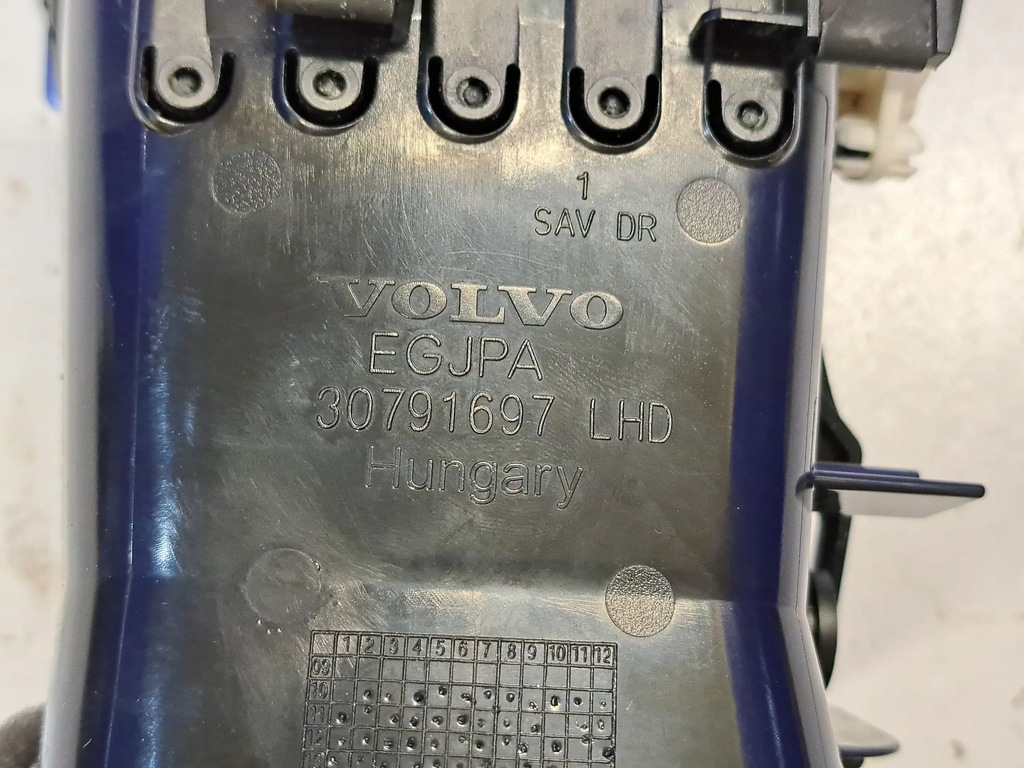 1
SAV DR
VOLVO
EGJPA
30791697 LHD
Hungary
1 2 3 4 5 6 7 8 9 10 11 12
09
10
11
12